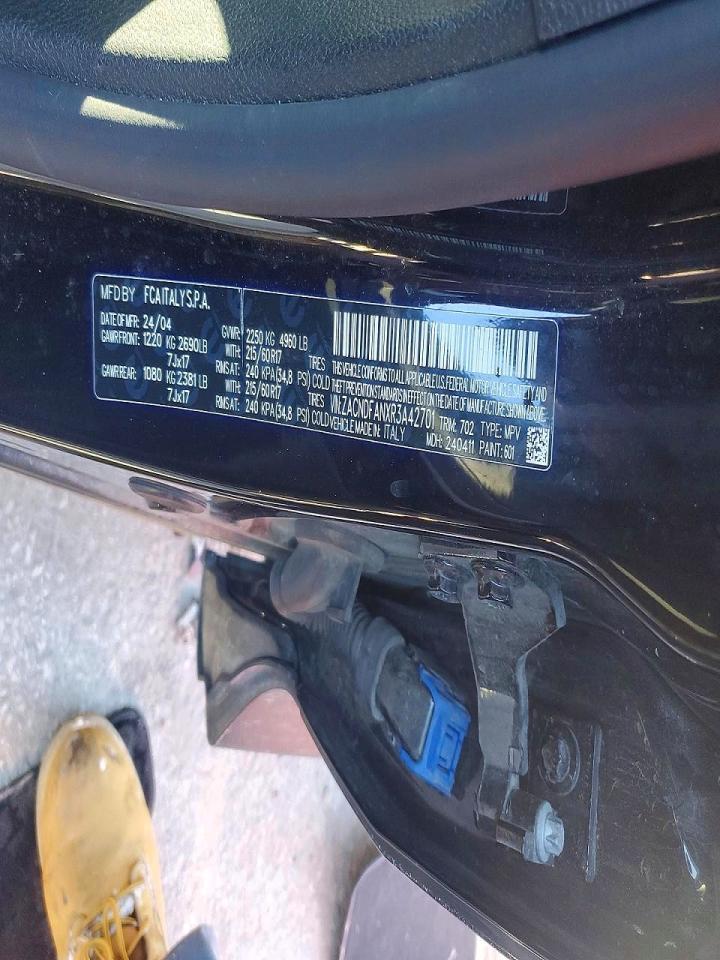 MFD BY FCA ITALY S.P.A.
DATE OF MFR: 24/04 GVWR: 2250 KG 4960 LB
GAWR FRONT: 1220 KG 2690LB WITH: 215/60R17 TIRES
7Jx17 RIMS AT: 240 KPA (34,8 PSI) COLD
GAWR REAR: 1080 KG 2381 LB WITH: 215/60R17 TIRES
7Jx17 RIMS AT: 240 KPA (34,8 PSI) COLD
THIS VEHICLE CONFORMS TO ALL APPLICABLE U.S. FEDERAL MOTOR VEHICLE SAFETY AND
THEFT PREVENTION STANDARDS IN EFFECT ON THE DATE OF MANUFACTURE SHOWN ABOVE.
VIN: ZACNDFANXR3A42701 TRIM: 702 TYPE: MPV
VEHICLE MADE IN: ITALY MDH: 240411 PAINT: 601